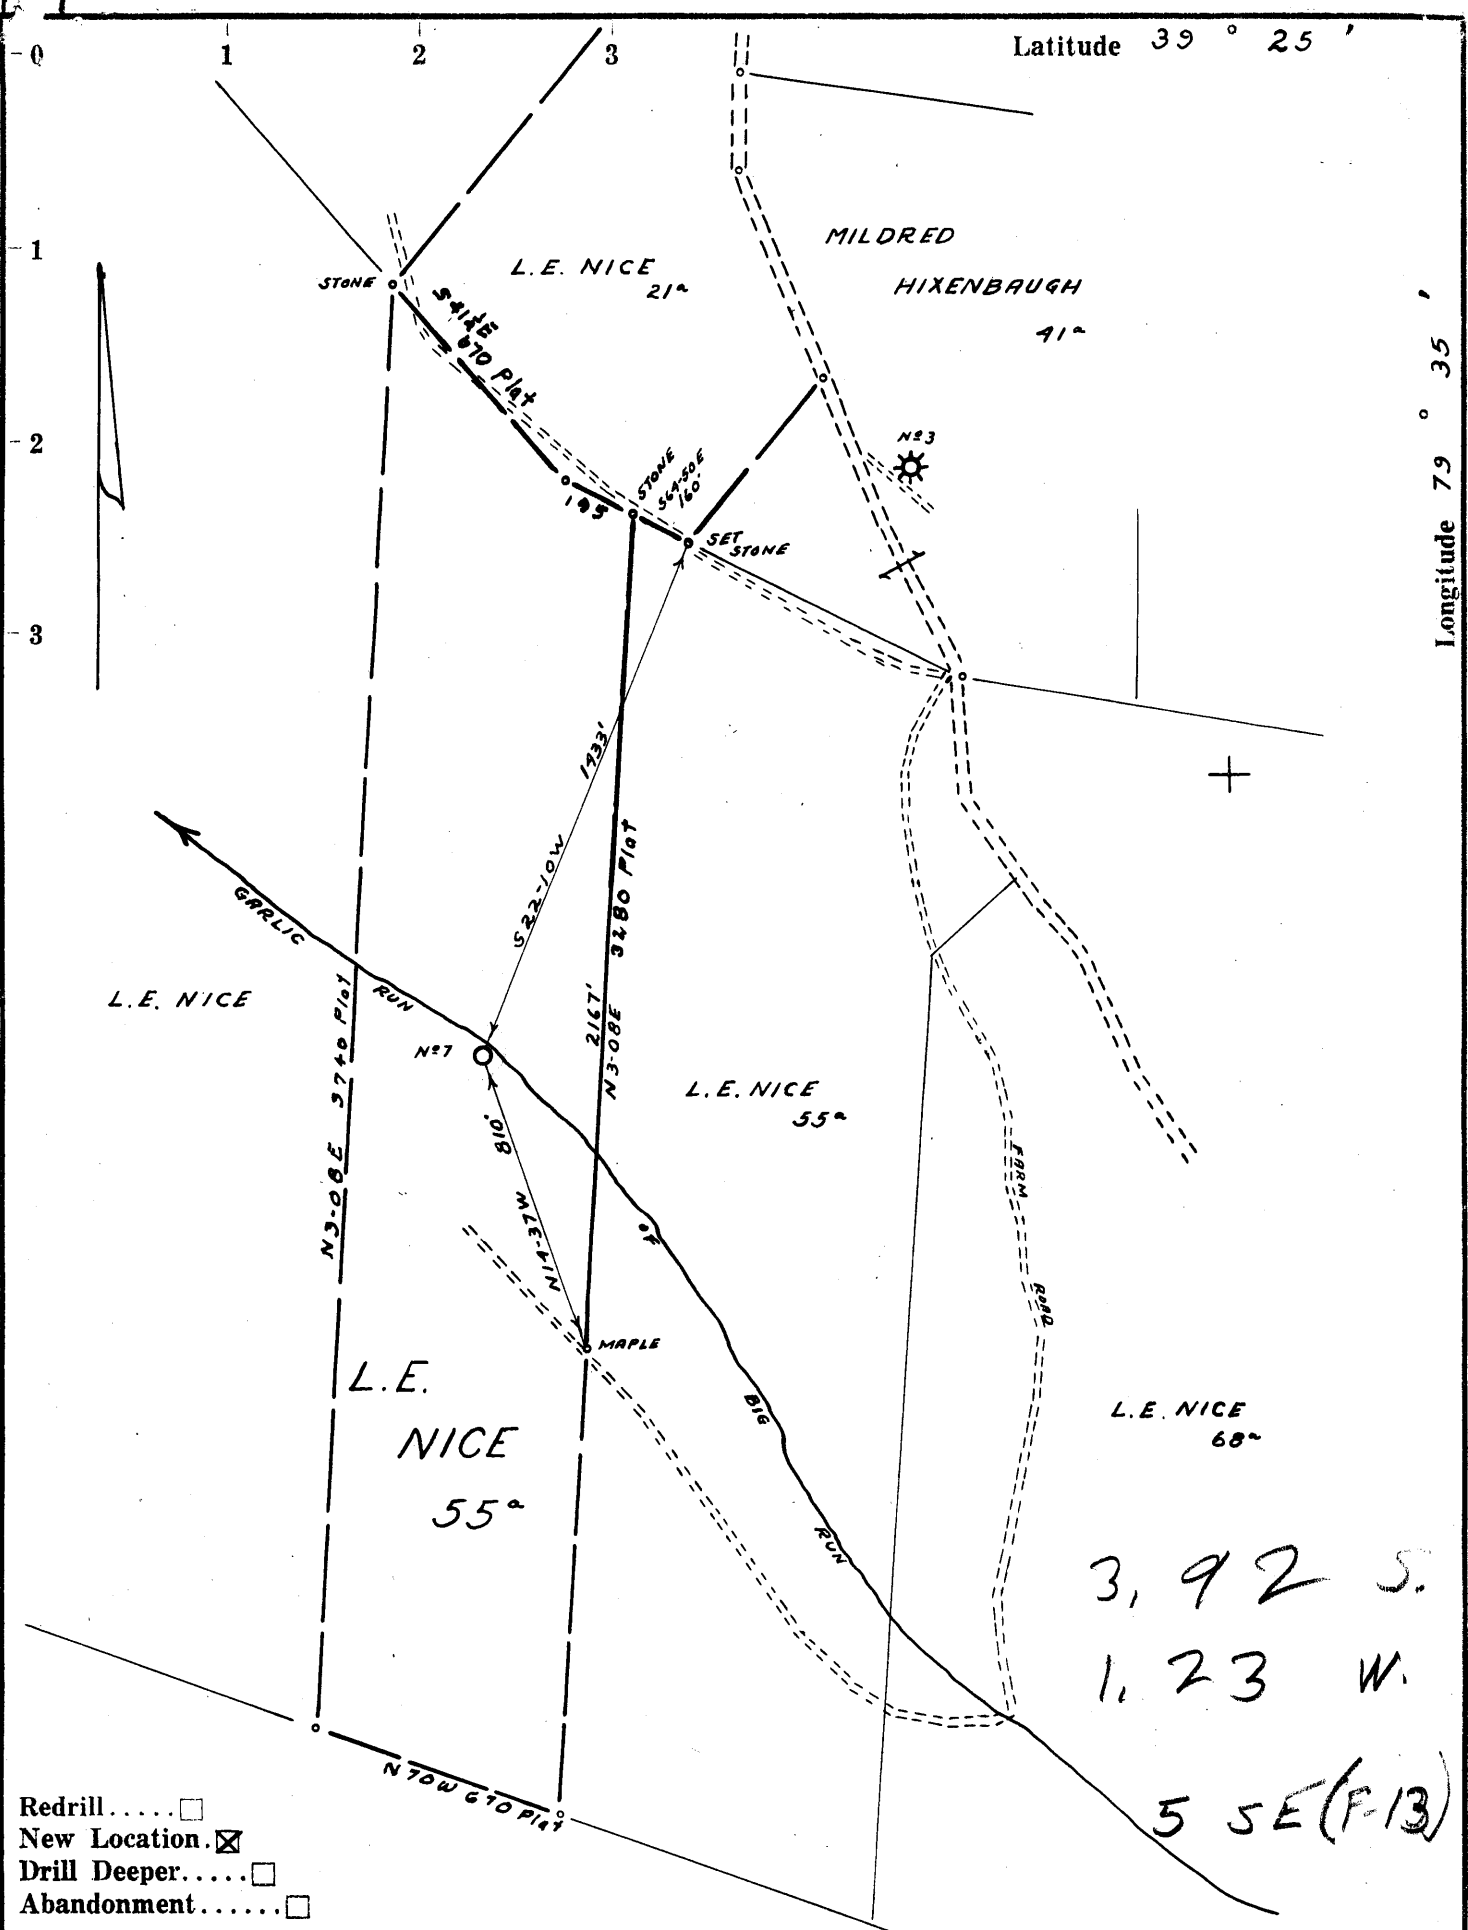 Latitude 39 ° 25 '
0 1 2 3
1
2
3
Longitude 79 ° 35 '
MILDRED
HIXENBAUGH
41ª
L.E. NICE
21ª
STONE
S41¼E
670 Plat
195
STONE
S64-50E
160'
SET
STONE
Nº3
1433'
S22-10W
3280 Plat
2167'
N3-08E
GARLIC
RUN
L.E. NICE
Nº7
N3-08E 3740 Plat
L.E. NICE
55ª
810'
N14-37W
OF
FARM
ROAD
MAPLE
BIG
RUN
L.E.
NICE
55ª
L.E. NICE
68ª
3.92 S.
1.23 W.
5 SE(F-13)
N70W 670 Plat
Redrill.....☐
New Location.☒
Drill Deeper.....☐
Abandonment......☐